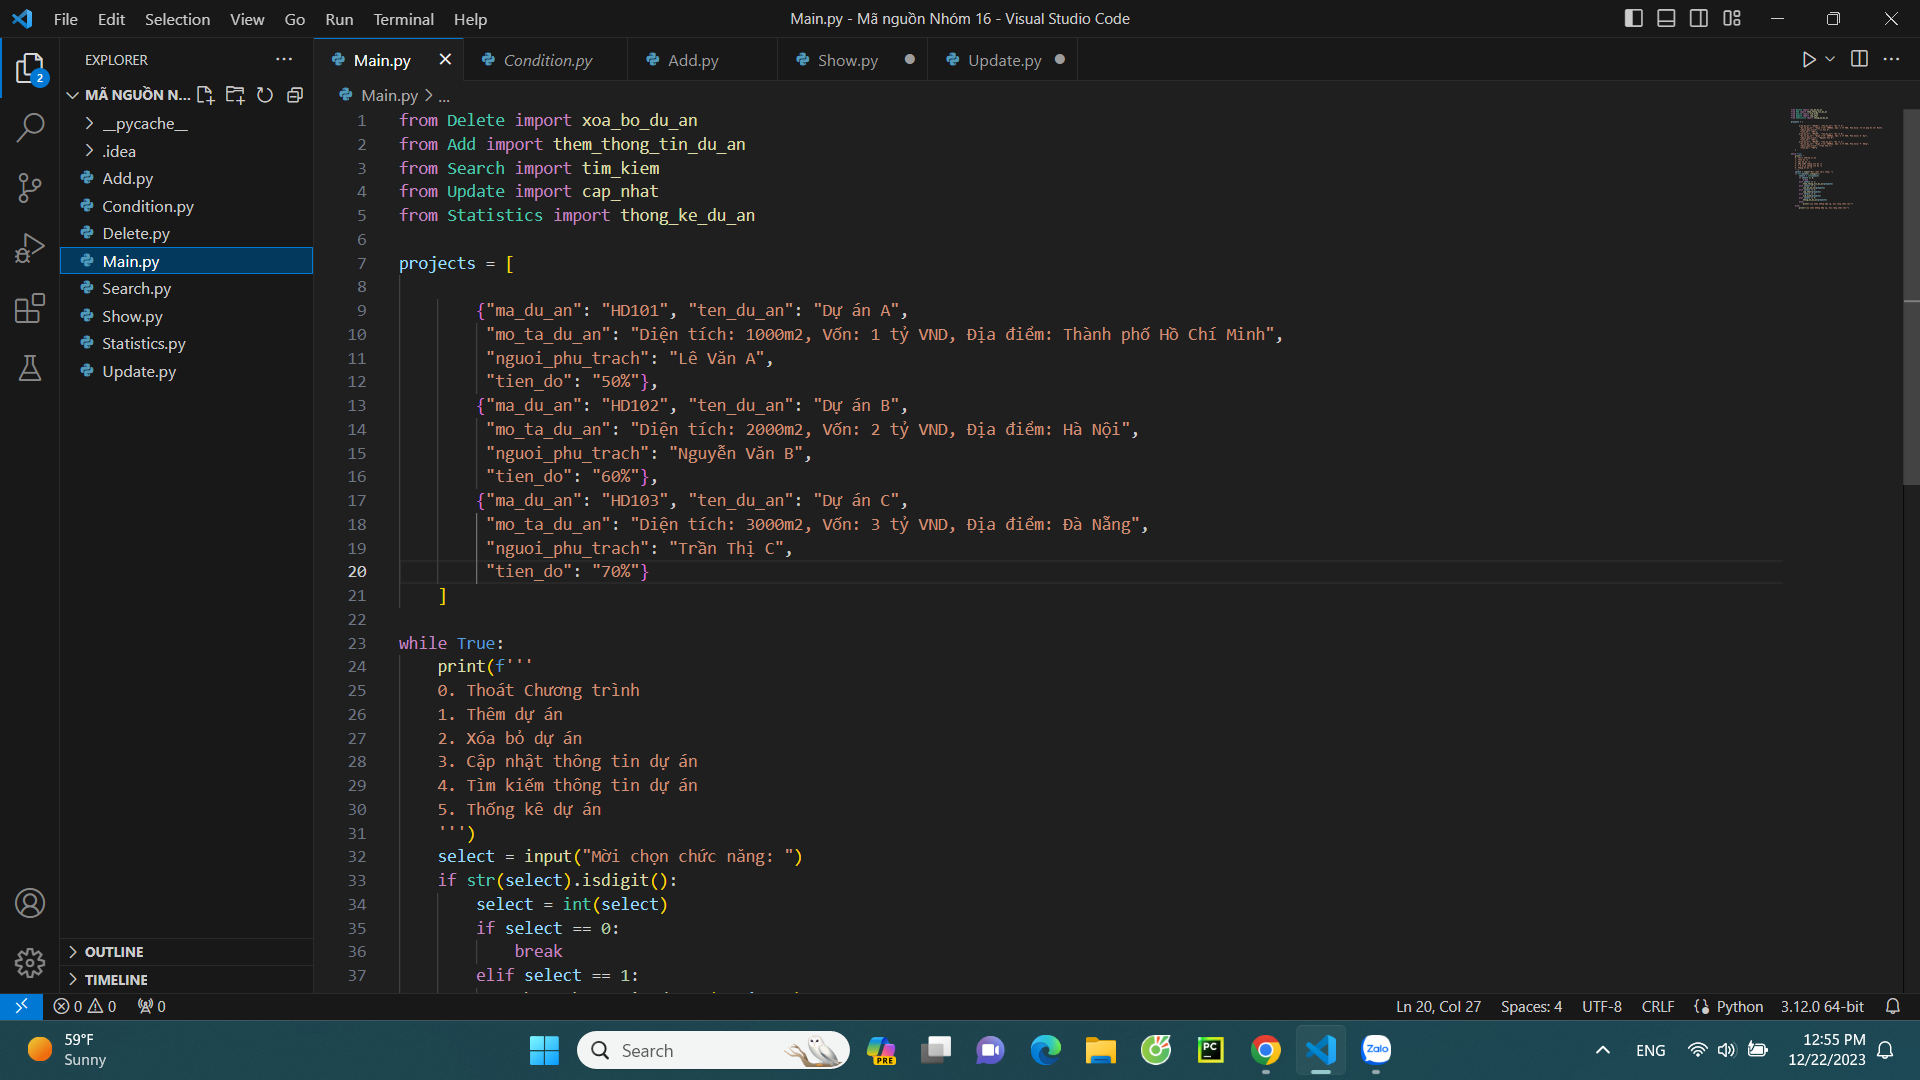 File Edit Selection View Go Run Terminal Help
Main.py - Mã nguồn Nhóm 16 - Visual Studio Code
EXPLORER
Main.py
Condition.py
Add.py
Show.py
Update.py
2
MÃ NGUỒN N...
Main.py > ...
__pycache__
.idea
Add.py
Condition.py
Delete.py
Main.py
Search.py
Show.py
Statistics.py
Update.py
1 from Delete import xoa_bo_du_an
2 from Add import them_thong_tin_du_an
3 from Search import tim_kiem
4 from Update import cap_nhat
5 from Statistics import thong_ke_du_an
6
7 projects = [
8
9 {"ma_du_an": "HD101", "ten_du_an": "Dự án A",
10 "mo_ta_du_an": "Diện tích: 1000m2, Vốn: 1 tỷ VND, Địa điểm: Thành phố Hồ Chí Minh",
11 "nguoi_phu_trach": "Lê Văn A",
12 "tien_do": "50%"},
13 {"ma_du_an": "HD102", "ten_du_an": "Dự án B",
14 "mo_ta_du_an": "Diện tích: 2000m2, Vốn: 2 tỷ VND, Địa điểm: Hà Nội",
15 "nguoi_phu_trach": "Nguyễn Văn B",
16 "tien_do": "60%"},
17 {"ma_du_an": "HD103", "ten_du_an": "Dự án C",
18 "mo_ta_du_an": "Diện tích: 3000m2, Vốn: 3 tỷ VND, Địa điểm: Đà Nẵng",
19 "nguoi_phu_trach": "Trần Thị C",
20 "tien_do": "70%"}
21 ]
22
23 while True:
24 print(f'''
25 0. Thoát Chương trình
26 1. Thêm dự án
27 2. Xóa bỏ dự án
28 3. Cập nhật thông tin dự án
29 4. Tìm kiếm thông tin dự án
30 5. Thống kê dự án
31 ''')
32 select = input("Mời chọn chức năng: ")
33 if str(select).isdigit():
34 select = int(select)
35 if select == 0:
36 break
37 elif select == 1:
OUTLINE
TIMELINE
0 0 0
Ln 20, Col 27 Spaces: 4 UTF-8 CRLF Python 3.12.0 64-bit
59°F
Sunny
Search
PRE
PC
Zalo
ENG
12:55 PM
12/22/2023